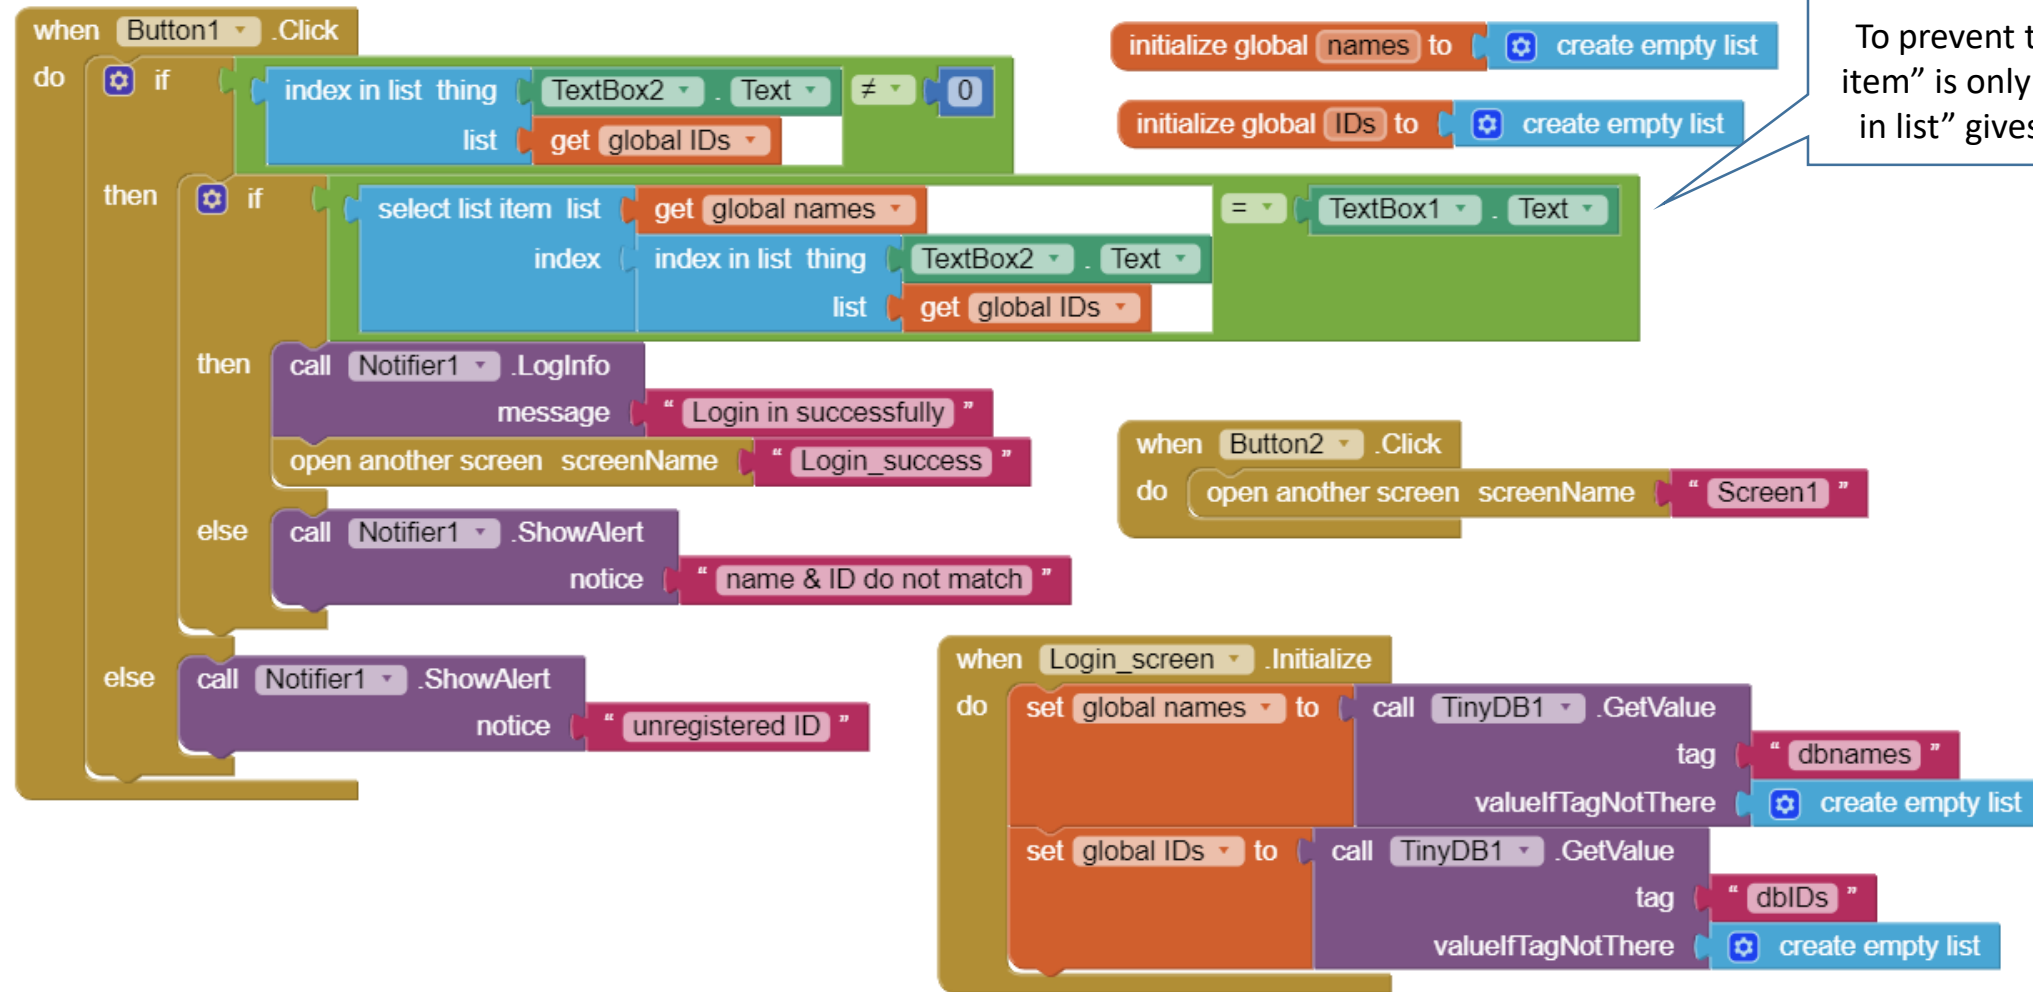 when Button1 .Click
do if index in list thing TextBox2 . Text ≠ 0
list get global IDs
then if select list item list get global names = TextBox1 . Text
index index in list thing TextBox2 . Text
list get global IDs
then call Notifier1 .LogInfo
message “ Login in successfully ”
open another screen screenName “ Login_success ”
else call Notifier1 .ShowAlert
notice “ name & ID do not match ”
else call Notifier1 .ShowAlert
notice “ unregistered ID ”
initialize global names to create empty list
initialize global IDs to create empty list
To prevent t
item” is only
in list” gives
when Button2 .Click
do open another screen screenName “ Screen1 ”
when Login_screen .Initialize
do set global names to call TinyDB1 .GetValue
tag “ dbnames ”
valueIfTagNotThere create empty list
set global IDs to call TinyDB1 .GetValue
tag “ dbIDs ”
valueIfTagNotThere create empty list